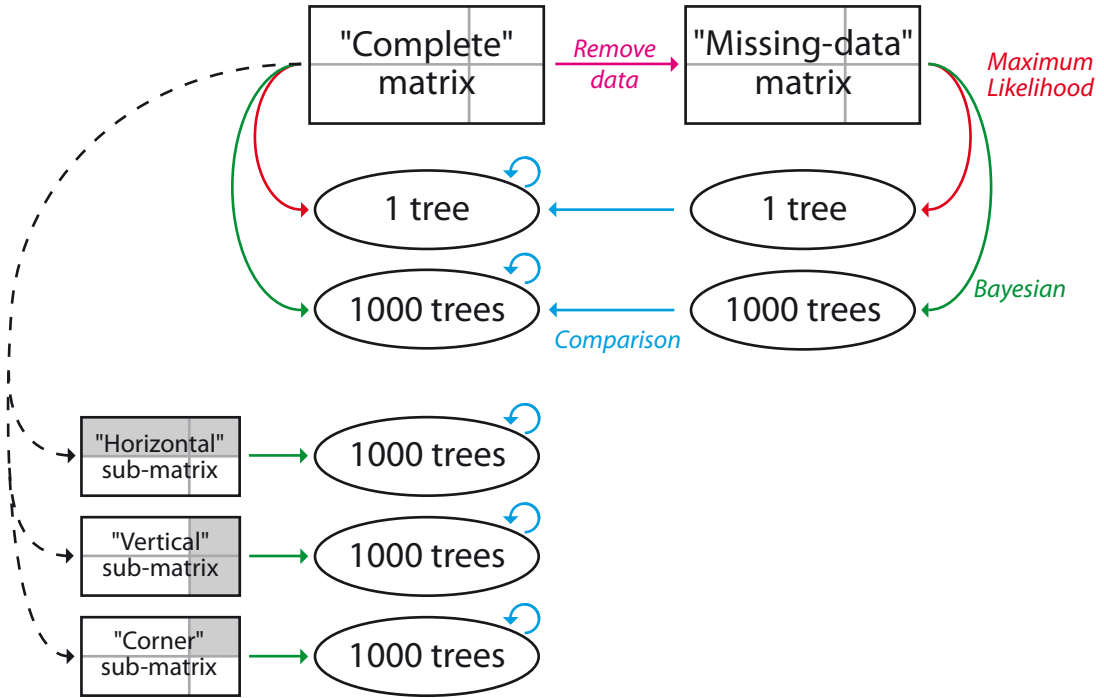 "Complete"
matrix
Remove
data
"Missing-data"
matrix
Maximum
Likelihood
1 tree
1 tree
1000 trees
1000 trees
Bayesian
Comparison
"Horizontal"
sub-matrix
1000 trees
"Vertical"
sub-matrix
1000 trees
"Corner"
sub-matrix
1000 trees